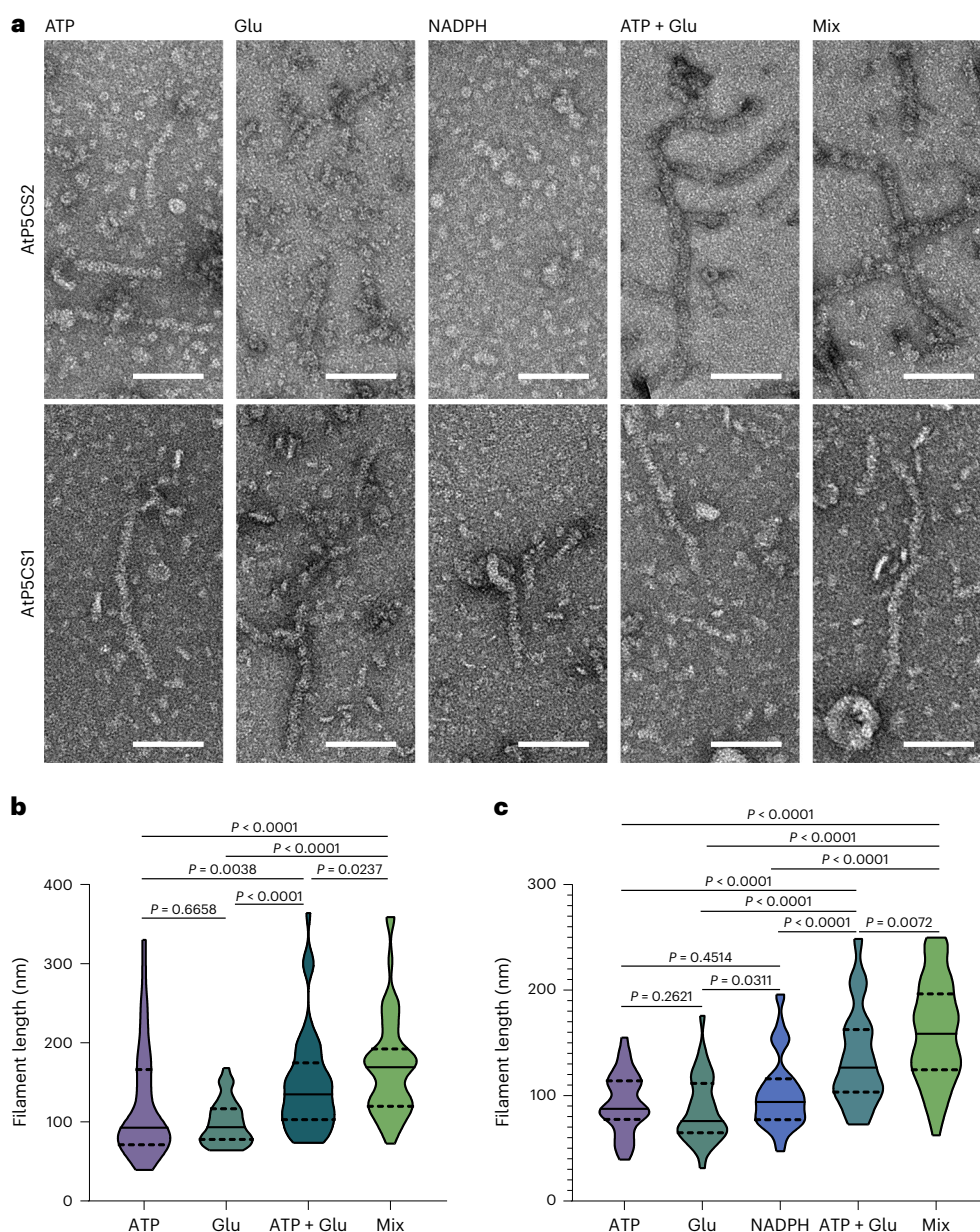 a
ATP Glu NADPH ATP + Glu Mix
AtP5CS2
AtP5CS1
b
P < 0.0001
P < 0.0001
P = 0.0038 P = 0.0237
P < 0.0001
P = 0.6658
400
300
200
100
0
Filament length (nm)
ATP Glu ATP + Glu Mix
c
P < 0.0001
P < 0.0001
P < 0.0001
P < 0.0001
P < 0.0001
P < 0.0001 P = 0.0072
P = 0.4514
P = 0.0311
P = 0.2621
300
200
100
0
Filament length (nm)
ATP Glu NADPH ATP + Glu Mix